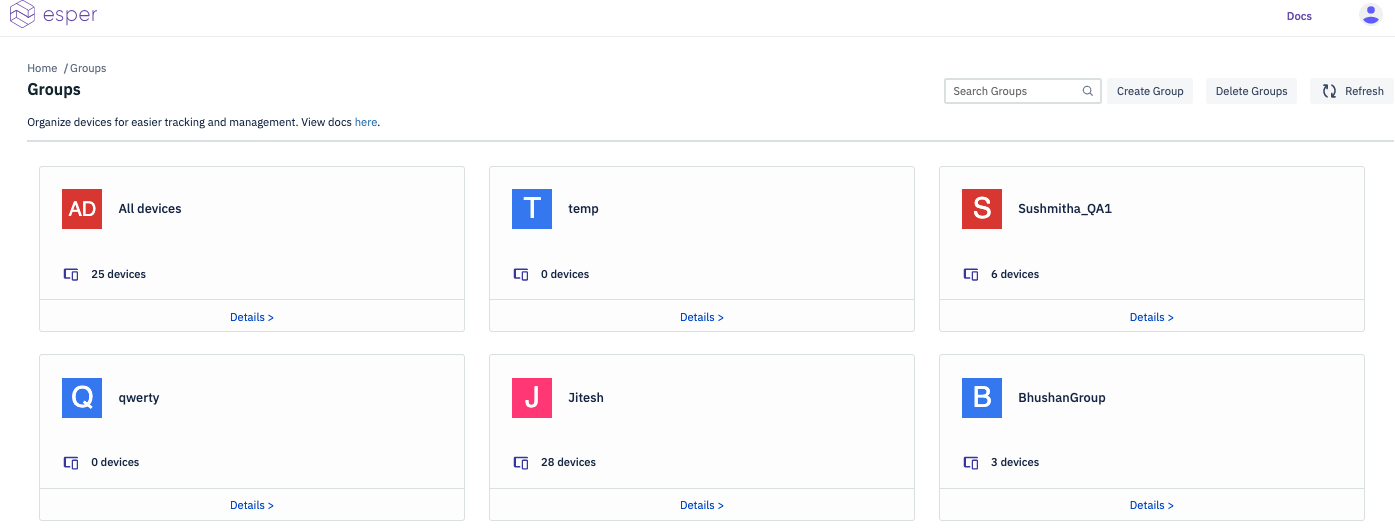 esper
Docs
Home / Groups
Groups
Search Groups
Create Group
Delete Groups
Refresh
Organize devices for easier tracking and management. View docs here.
AD All devices
T temp
S Sushmitha_QA1
25 devices
0 devices
6 devices
Details >
Details >
Details >
Q qwerty
J Jitesh
B BhushanGroup
0 devices
28 devices
3 devices
Details >
Details >
Details >